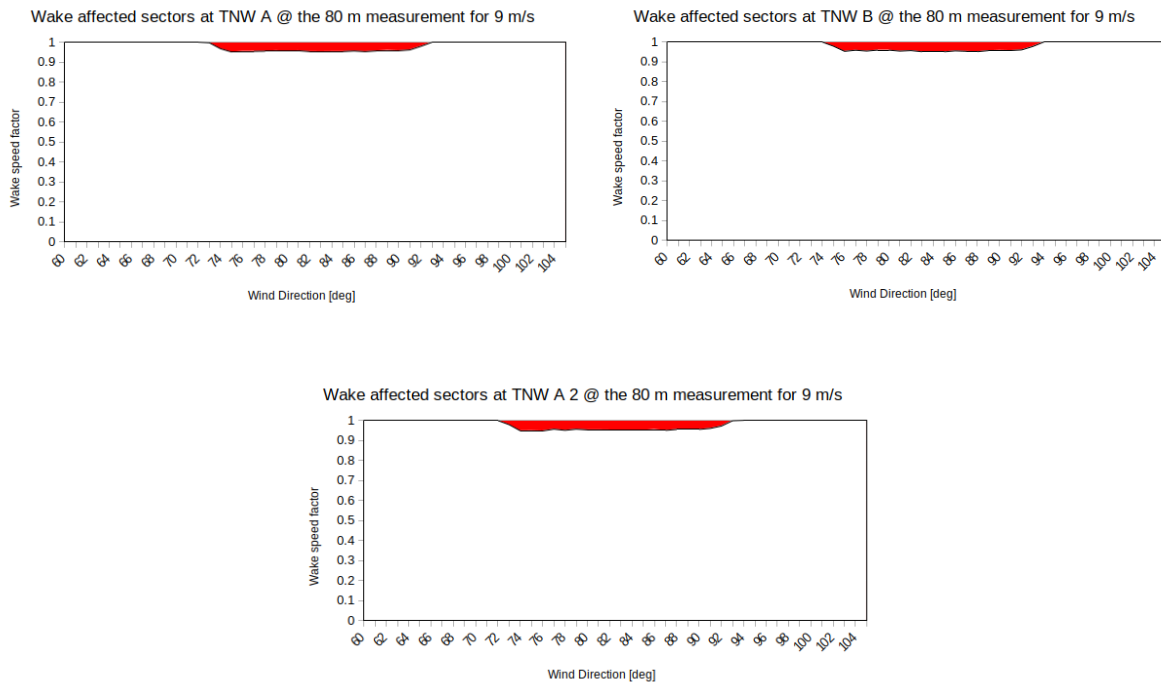 Wake affected sectors at TNW A @ the 80 m measurement for 9 m/s
1
0.9
0.8
0.7
0.6
0.5
0.4
0.3
0.2
0.1
0
Wake speed factor
60 62 64 66 68 70 72 74 76 78 80 82 84 86 88 90 92 94 96 98 100 102 104
Wind Direction [deg]
Wake affected sectors at TNW B @ the 80 m measurement for 9 m/s
1
0.9
0.8
0.7
0.6
0.5
0.4
0.3
0.2
0.1
0
Wake speed factor
60 62 64 66 68 70 72 74 76 78 80 82 84 86 88 90 92 94 96 98 100 102 104
Wind Direction [deg]
Wake affected sectors at TNW A 2 @ the 80 m measurement for 9 m/s
1
0.9
0.8
0.7
0.6
0.5
0.4
0.3
0.2
0.1
0
Wake speed factor
60 62 64 66 68 70 72 74 76 78 80 82 84 86 88 90 92 94 96 98 100 102 104
Wind Direction [deg]